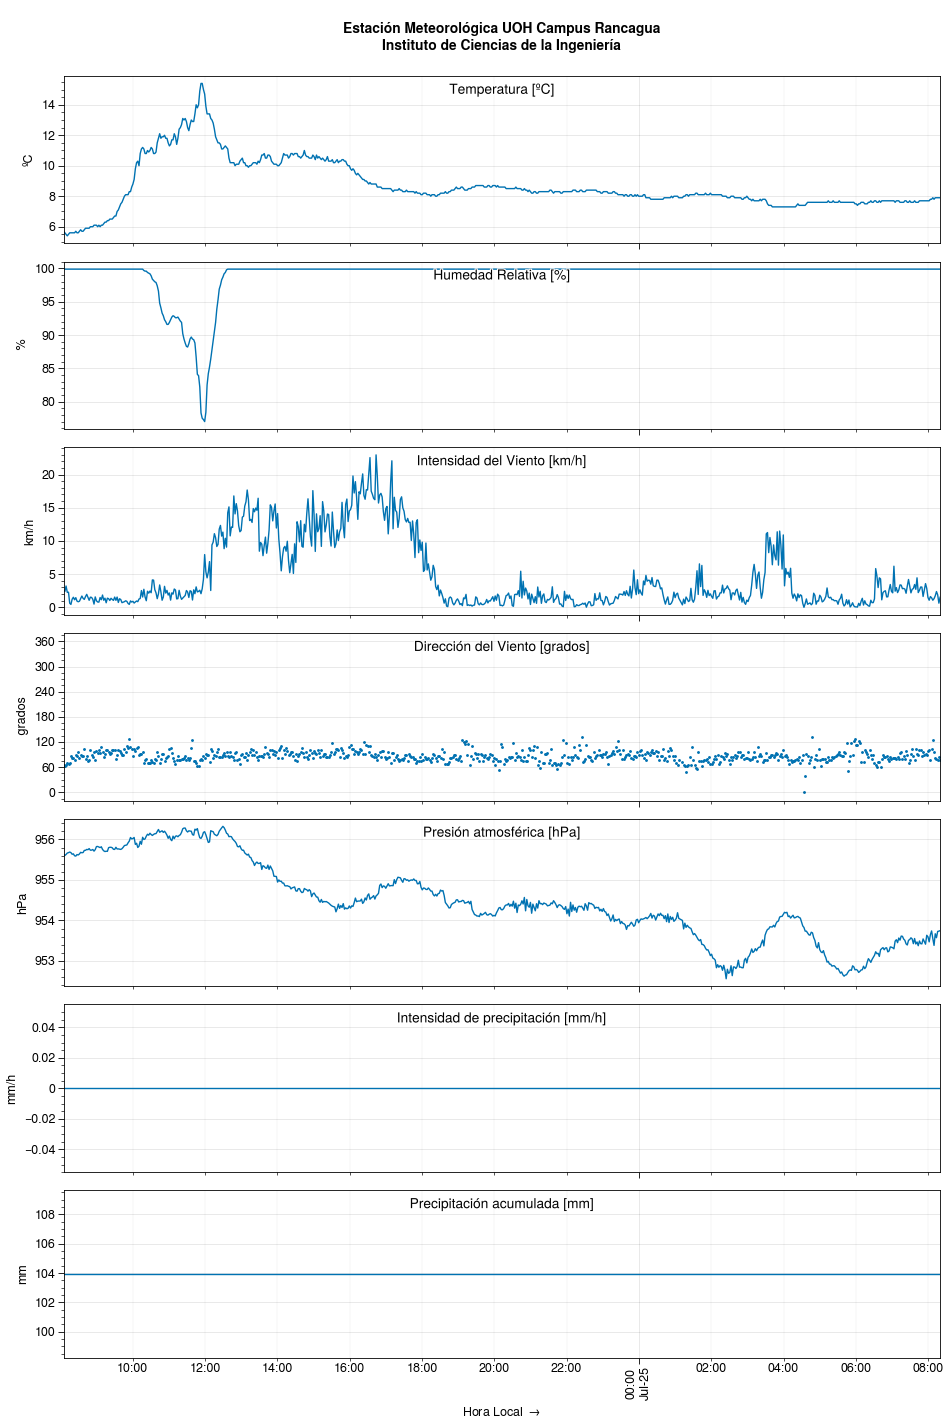 Estación Meteorológica UOH Campus Rancagua
Instituto de Ciencias de la Ingeniería
Temperatura [ºC]
ºC
14
12
10
8
6
Humedad Relativa [%]
%
100
95
90
85
80
Intensidad del Viento [km/h]
km/h
20
15
10
5
0
Dirección del Viento [grados]
grados
360
300
240
180
120
60
0
Presión atmosférica [hPa]
hPa
956
955
954
953
Intensidad de precipitación [mm/h]
mm/h
0.04
0.02
0
−0.02
−0.04
Precipitación acumulada [mm]
mm
108
106
104
102
100
10:00 12:00 14:00 16:00 18:00 20:00 22:00 00:00 02:00 04:00 06:00 08:00
Jul-25
Hora Local →